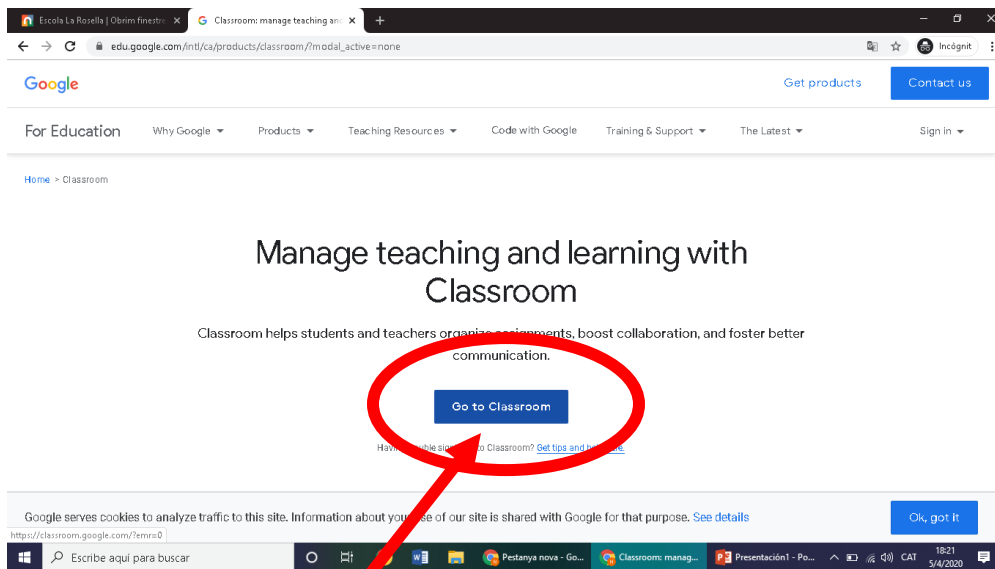 Escola La Rosella | Obrim finestre
Classroom: manage teaching and
edu.google.com/intl/ca/products/classroom/?modal_active=none
Incógnit
Google
Get products
Contact us
For Education
Why Google
Products
Teaching Resources
Code with Google
Training & Support
The Latest
Sign in
Home > Classroom
Manage teaching and learning with
Classroom
Classroom helps students and teachers organize assignments, boost collaboration, and foster better
communication.
Go to Classroom
to Classroom? Get tips and
Google serves cookies to analyze traffic to this site. Information about your use of our site is shared with Google for that purpose. See details
Ok, got it
https://classroom.google.com/?emr=0
Escribe aquí para buscar
Pestanya nova - Go...
Classroom: manag...
Presentación1 - Po...
CAT
18:21
5/4/2020